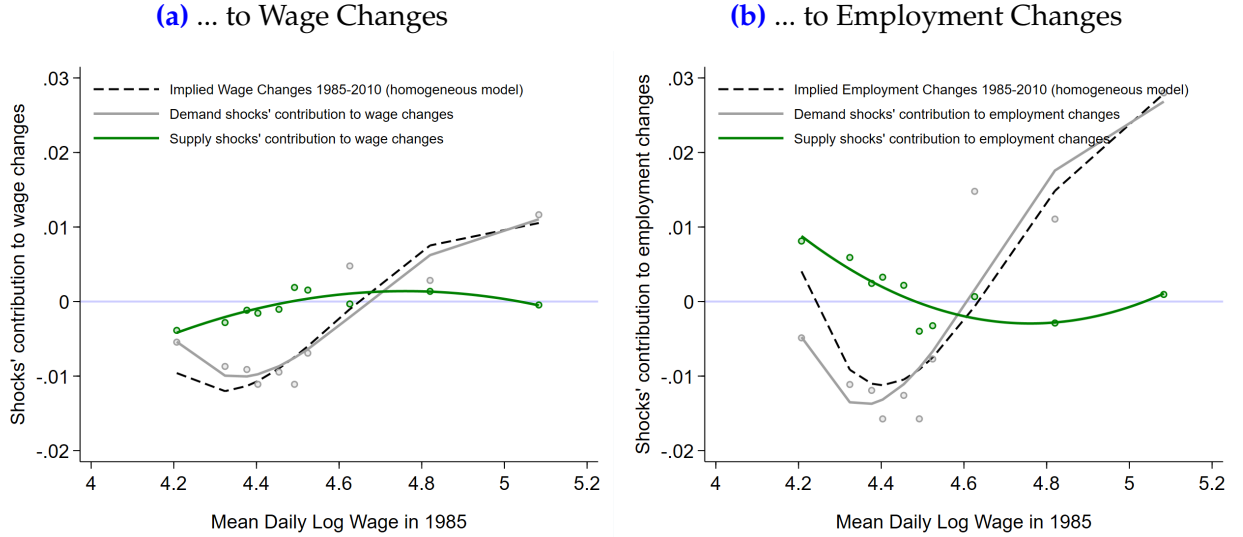 (a) ... to Wage Changes
Shocks' contribution to wage changes
.03
.02
.01
0
-.01
-.02
Implied Wage Changes 1985-2010 (homogeneous model)
Demand shocks' contribution to wage changes
Supply shocks' contribution to wage changes
4 4.2 4.4 4.6 4.8 5 5.2
Mean Daily Log Wage in 1985
(b) ... to Employment Changes
Shocks' contribution to employment changes
.03
.02
.01
0
-.01
-.02
Implied Employment Changes 1985-2010 (homogeneous model)
Demand shocks' contribution to employment changes
Supply shocks' contribution to employment changes
4 4.2 4.4 4.6 4.8 5 5.2
Mean Daily Log Wage in 1985